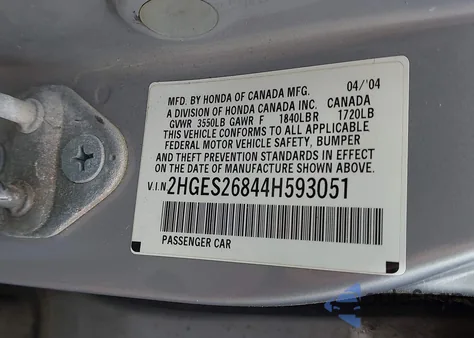 MFD. BY HONDA OF CANADA MFG. 04/'04
A DIVISION OF HONDA CANADA INC. CANADA
GVWR 3550LB GAWR F 1840LBR 1720LB
THIS VEHICLE CONFORMS TO ALL APPLICABLE
FEDERAL MOTOR VEHICLE SAFETY, BUMPER
AND THEFT PREVENTION STANDARDS IN EFFECT
ON THE DATE OF MANUFACTURE SHOWN ABOVE.
V.I.N.2HGES26844H593051
PASSENGER CAR